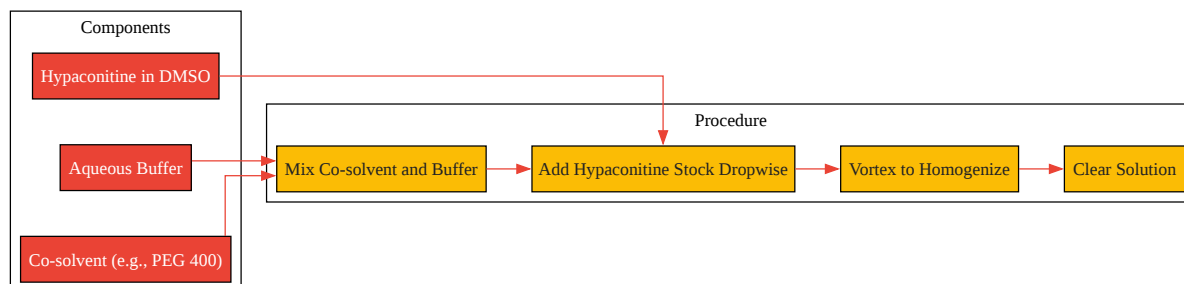 Components
Hypaconitine in DMSO
Aqueous Buffer
Co-solvent (e.g., PEG 400)
Procedure
Mix Co-solvent and Buffer
Add Hypaconitine Stock Dropwise
Vortex to Homogenize
Clear Solution